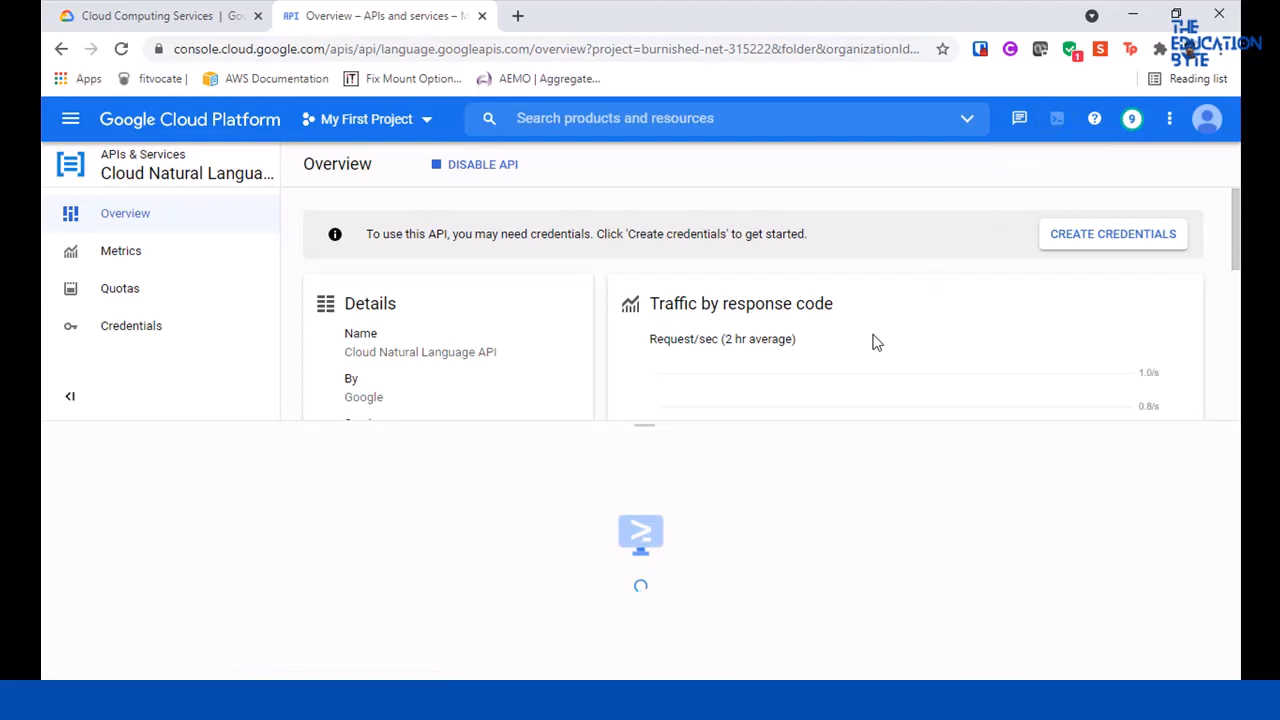 Cloud Computing Services | Goo
API Overview – APIs and services – M
console.cloud.google.com/apis/api/language.googleapis.com/overview?project=burnished-net-315222&folder&organizationId...
THE
EDUCATION
BYTE
Apps
fitvocate |
AWS Documentation
iT Fix Mount Option...
AEMO | Aggregate...
Reading list
Google Cloud Platform
My First Project
Search products and resources
9
APIs & Services
Cloud Natural Langua...
Overview
DISABLE API
Overview
Metrics
Quotas
Credentials
To use this API, you may need credentials. Click 'Create credentials' to get started.
CREATE CREDENTIALS
Details
Name
Cloud Natural Language API
By
Google
Traffic by response code
Request/sec (2 hr average)
1.0/s
0.8/s